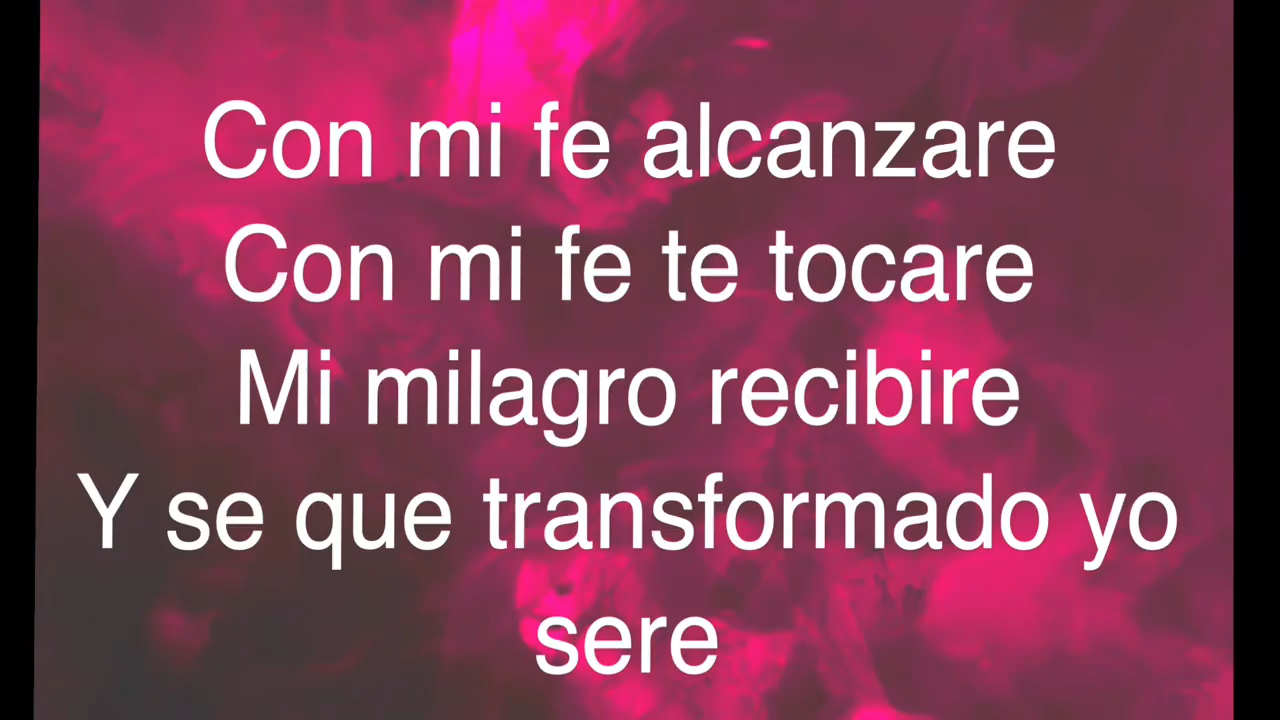 Con mi fe alcanzare
Con mi fe te tocare
Mi milagro recibire
Y se que transformado yo
sere